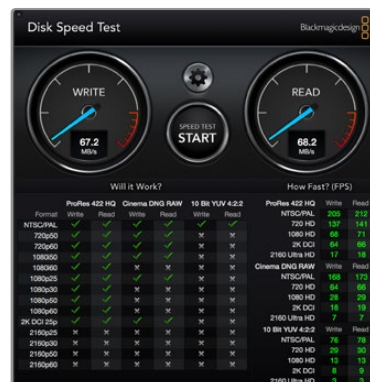 Disk Speed Test
Blackmagicdesign
WRITE
67.2
MB/s
SPEED TEST
START
READ
68.2
MB/s
Will it Work?
How Fast? (FPS)
ProRes 422 HQ Cinema DNG RAW 10 Bit YUV 4:2:2
Format Write Read Write Read Write Read
NTSC/PAL
720p50
720p60
1080i50
1080i60
1080p25
1080p30
1080p50
1080p60
2K DCI 25p
2160p25
2160p30
2160p50
2160p60
ProRes 422 HQ Write Read
NTSC/PAL 205 212
720 HD 137 141
1080 HD 68 71
2K DCI 64 66
2160 Ultra HD 17 18
Cinema DNG RAW Write Read
NTSC/PAL 168 173
720 HD 64 66
1080 HD 28 29
2K DCI 18 19
2160 Ultra HD 7 7
10 Bit YUV 4:2:2 Write Read
NTSC/PAL 76 78
720 HD 29 30
1080 HD 13 13
2K DCI 8 9
2160 Ultra HD 3 3